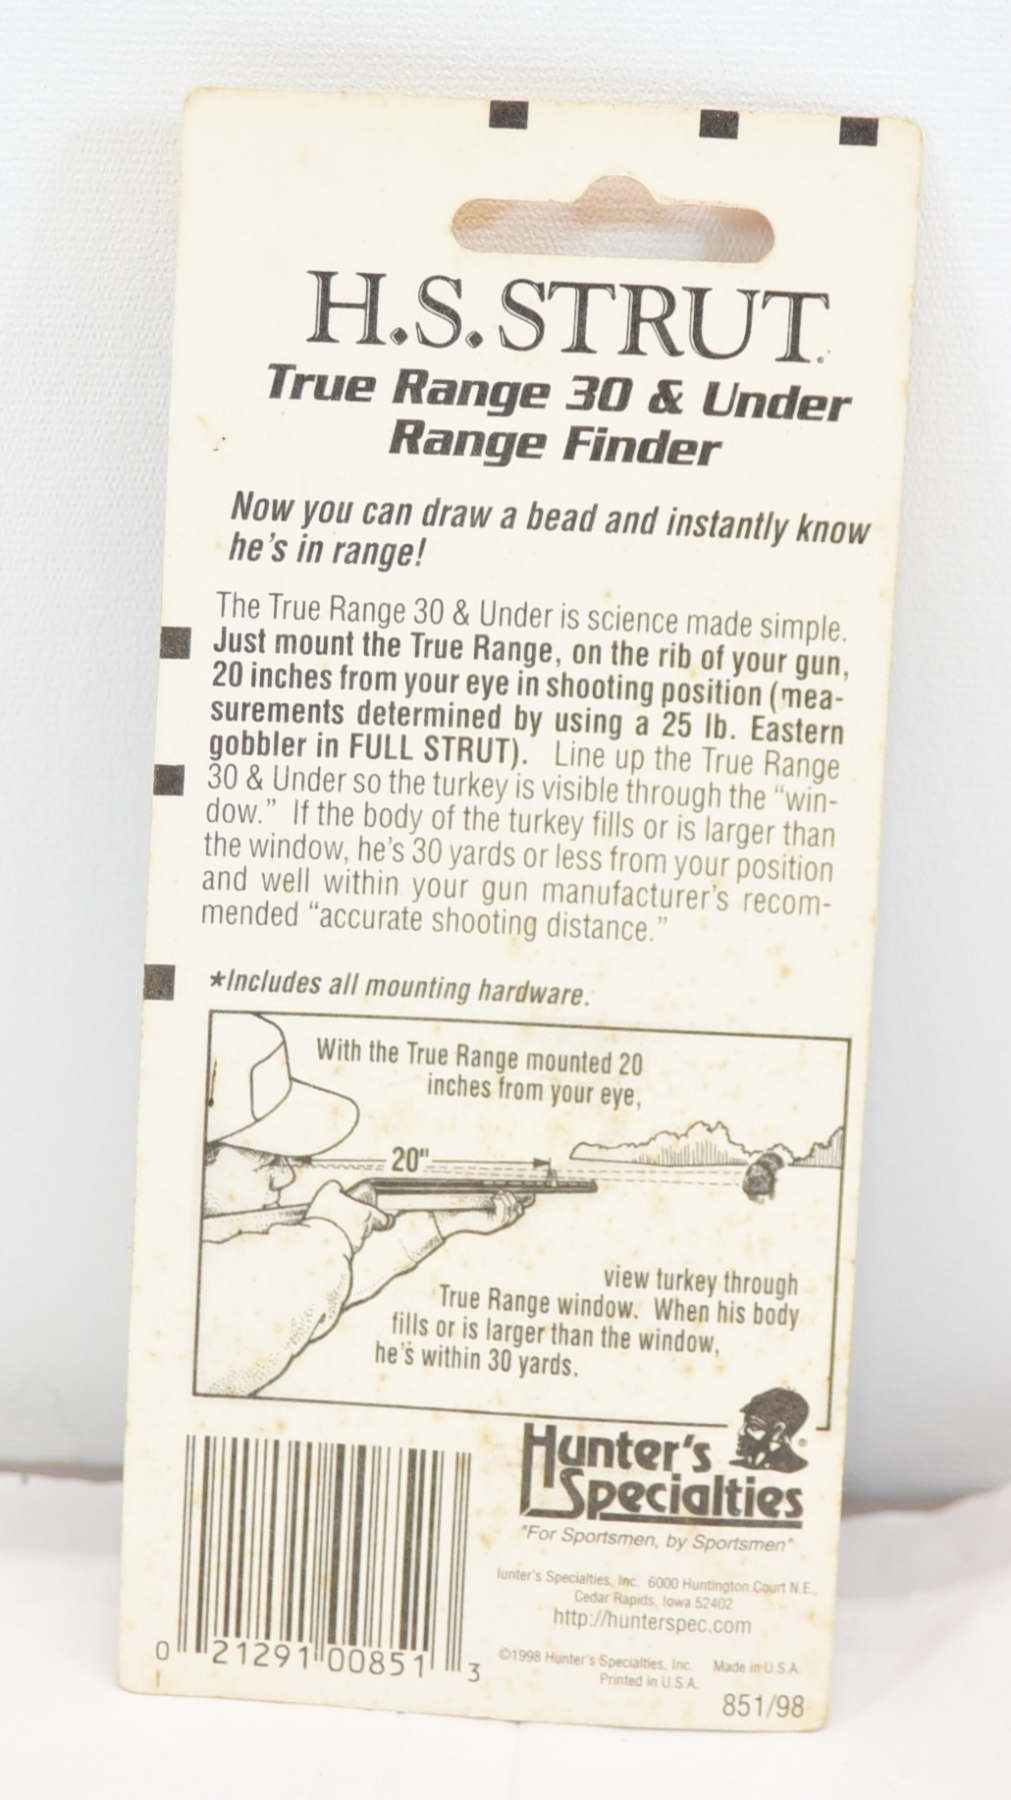 H.S. STRUT.
True Range 30 & Under
Range Finder
Now you can draw a bead and instantly know
he's in range!
The True Range 30 & Under is science made simple.
Just mount the True Range, on the rib of your gun,
20 inches from your eye in shooting position (mea-
surements determined by using a 25 lb. Eastern
gobbler in FULL STRUT). Line up the True Range
30 & Under so the turkey is visible through the “win-
dow.” If the body of the turkey fills or is larger than
the window, he's 30 yards or less from your position
and well within your gun manufacturer's recom-
mended “accurate shooting distance.”
*Includes all mounting hardware.
With the True Range mounted 20
inches from your eye,
20"
view turkey through
True Range window. When his body
fills or is larger than the window,
he's within 30 yards.
Hunter's
Specialties
®
"For Sportsmen, by Sportsmen"
unter's Specialties, Inc. 6000 Huntington Court N.E.,
Cedar Rapids, Iowa 52402
http://hunterspec.com
©1998 Hunter's Specialties, Inc. Made in U.S.A.
Printed in U.S.A.
851/98
0 21291 00851 3